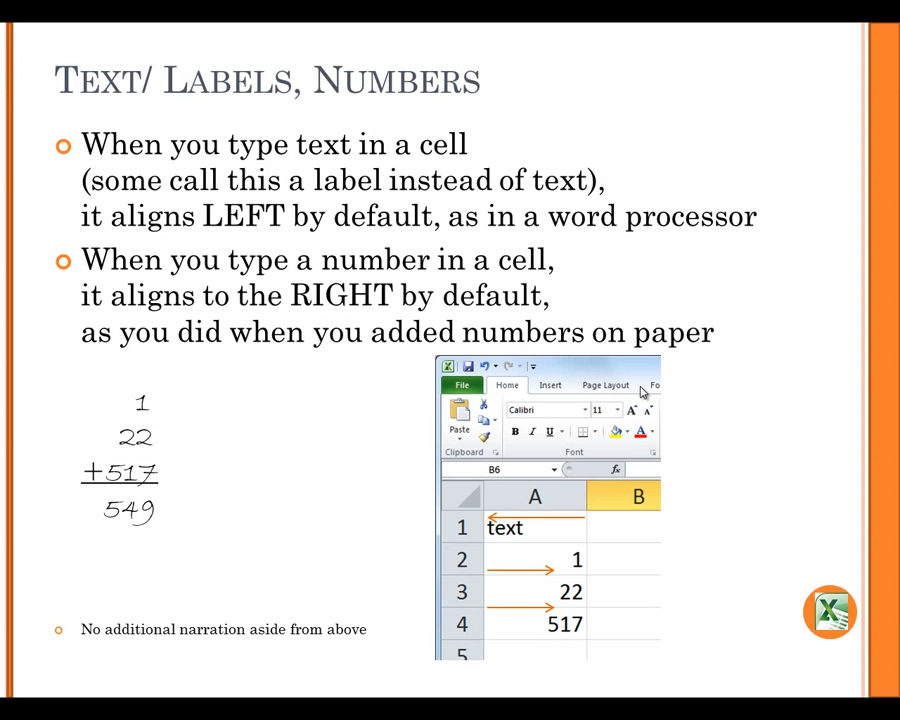 TEXT/ LABELS, NUMBERS
When you type text in a cell
(some call this a label instead of text),
it aligns LEFT by default, as in a word processor
When you type a number in a cell,
it aligns to the RIGHT by default,
as you did when you added numbers on paper
1
22
+517
549
No additional narration aside from above
File Home Insert Page Layout Fo
Calibri 11 A A
Paste
B I U A
Clipboard Font
B6 fx
A B
1 text
2 1
3 22
4 517
5